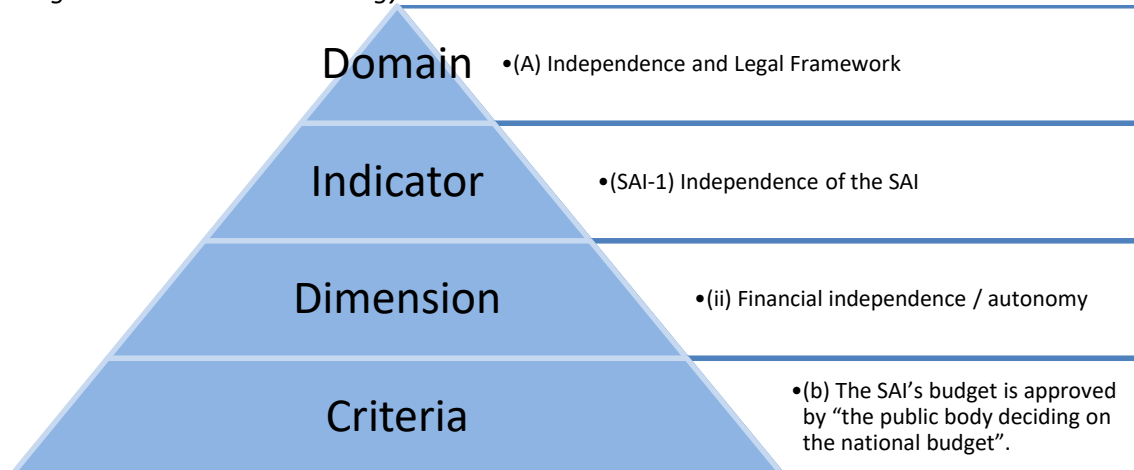 Domain
•(A) Independence and Legal Framework
Indicator
•(SAI-1) Independence of the SAI
Dimension
•(ii) Financial independence / autonomy
Criteria
•(b) The SAI’s budget is approved
by “the public body deciding on
the national budget”.